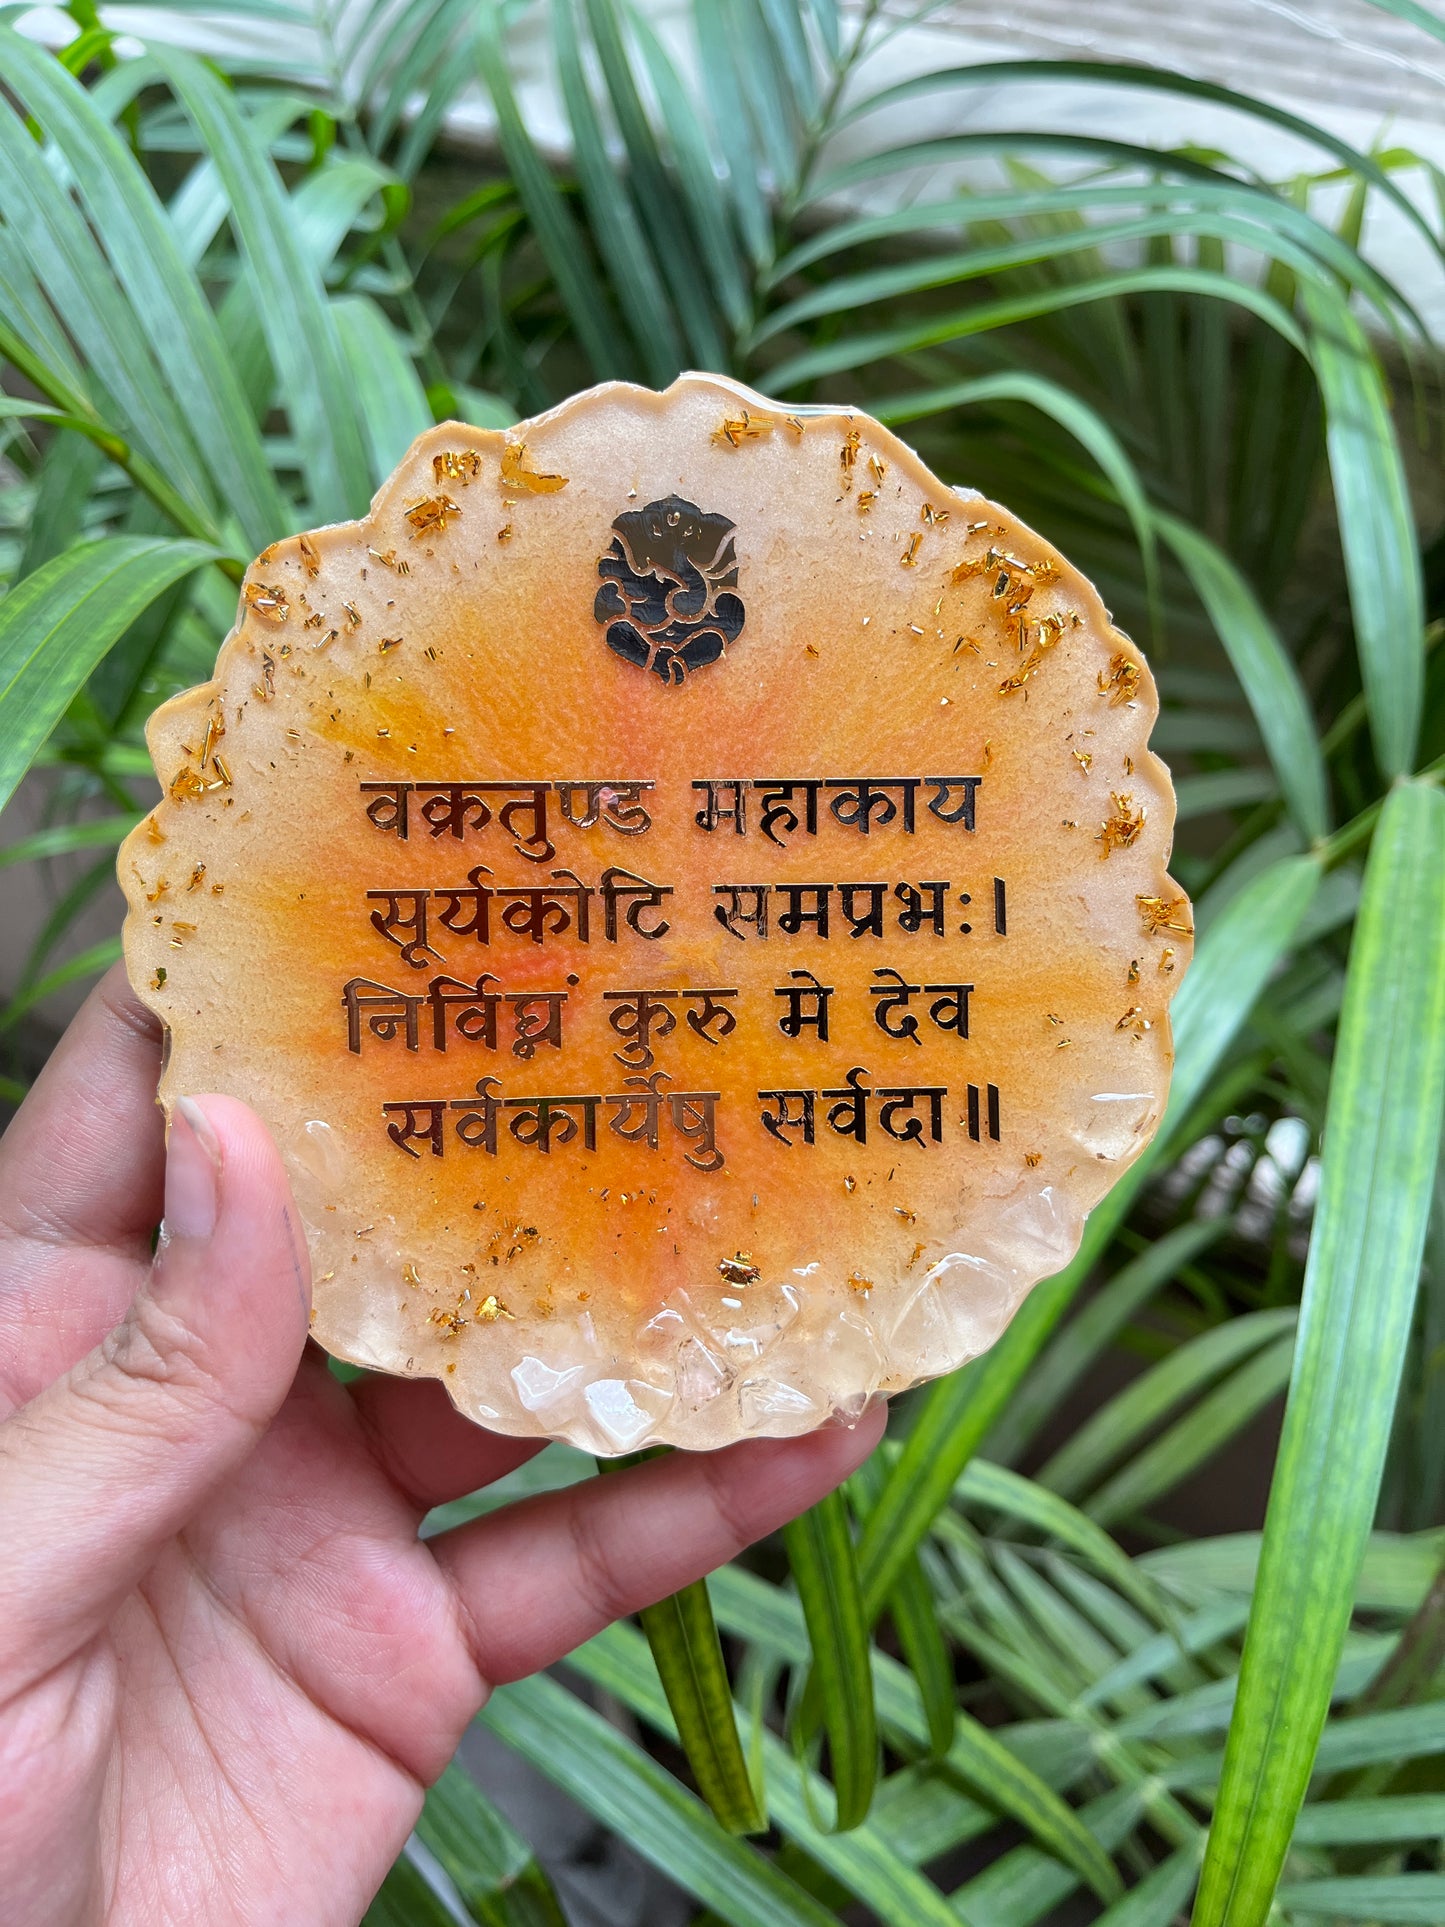 वक्रतुण्ड महाकाय
सूर्यकोटि समप्रभः।
निर्विघ्नं कुरु मे देव
सर्वकार्येषु सर्वदा॥